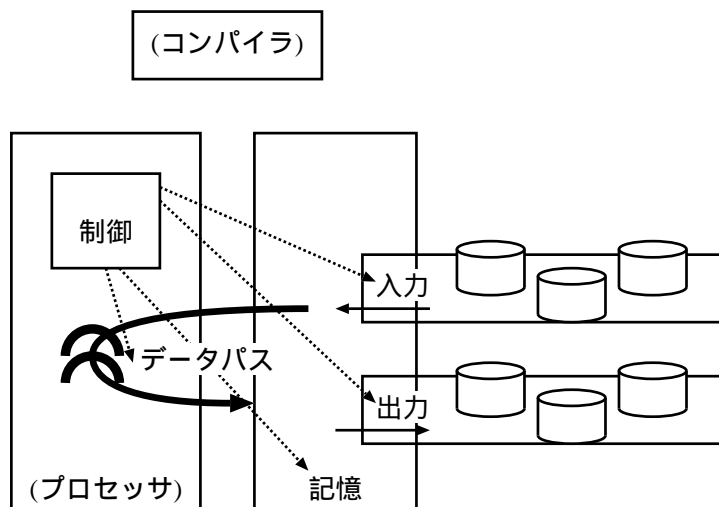 (コンパイラ)
制御
入力
データパス
出力
(プロセッサ)
記憶